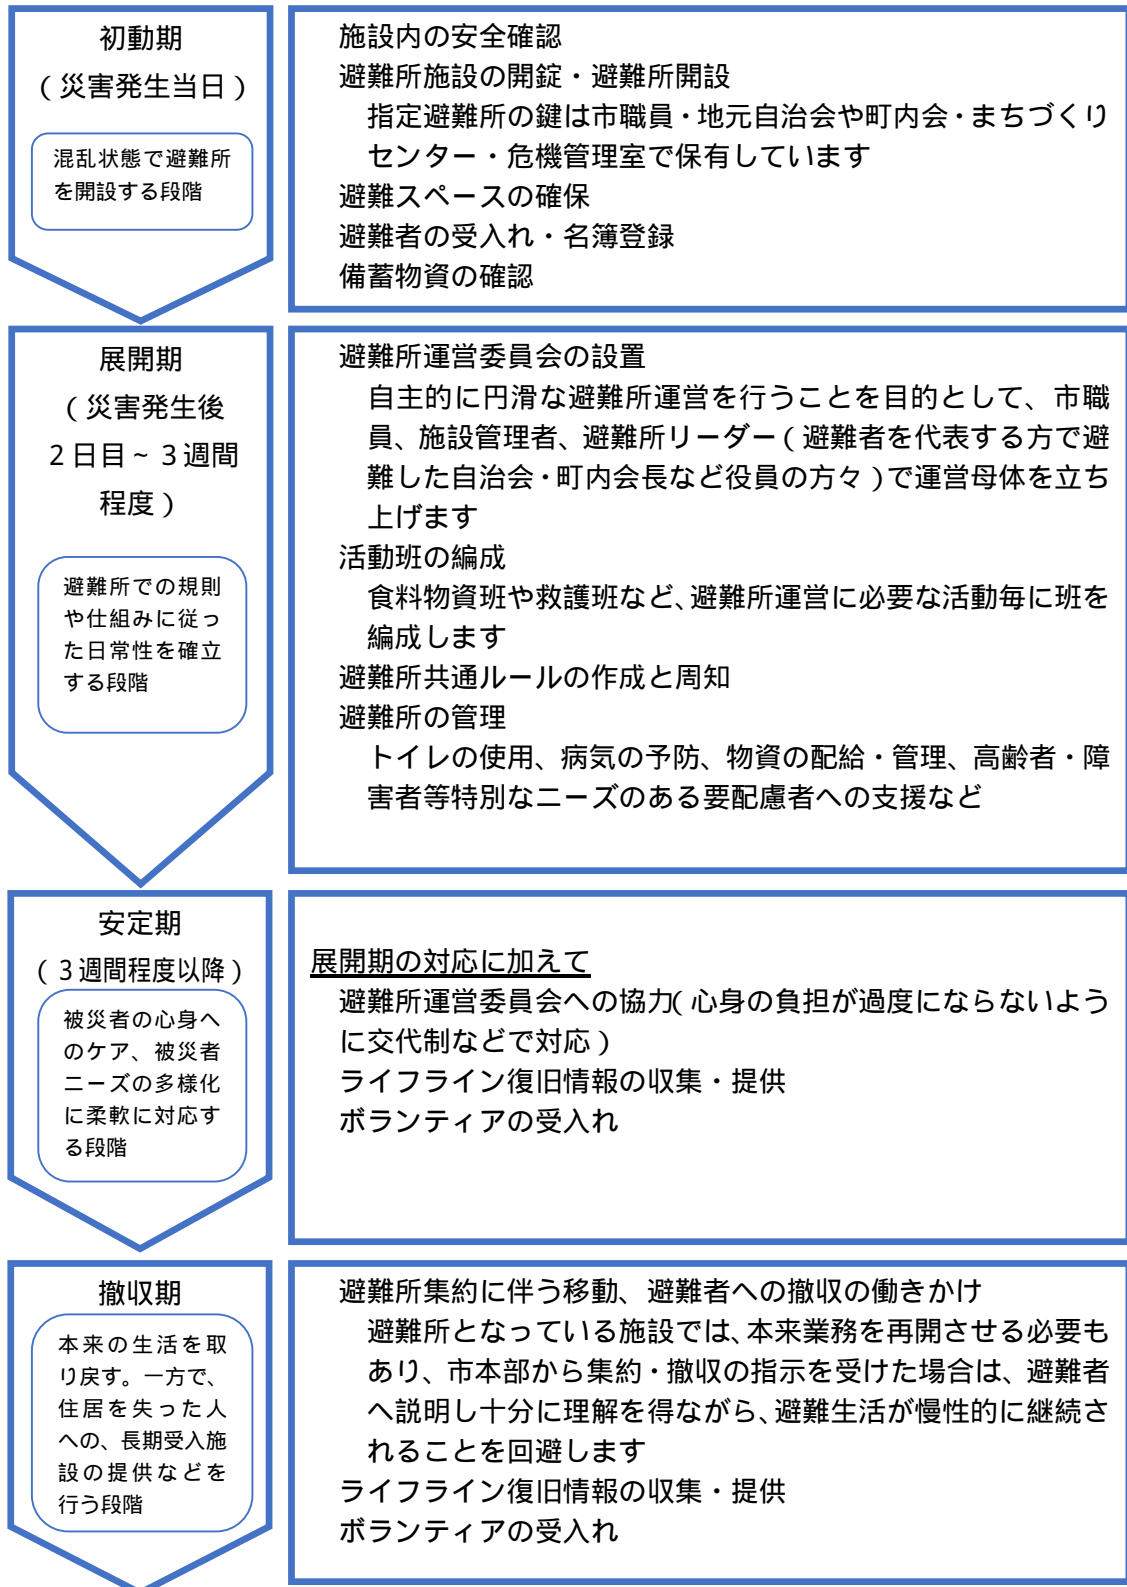 初動期
（災害発生当日）
混乱状態で避難所
を開設する段階
施設内の安全確認
避難所施設の開錠・避難所開設
指定避難所の鍵は市職員・地元自治会や町内会・まちづくり
センター・危機管理室で保有しています
避難スペースの確保
避難者の受入れ・名簿登録
備蓄物資の確認
展開期
（災害発生後
2日目～3週間
程度）
避難所での規則
や仕組みに従っ
た日常性を確立
する段階
避難所運営委員会の設置
自主的に円滑な避難所運営を行うことを目的として、市職
員、施設管理者、避難所リーダー（避難者を代表する方で避
難した自治会・町内会長など役員の方々）で運営母体を立ち
上げます
活動班の編成
食料物資班や救護班など、避難所運営に必要な活動毎に班を
編成します
避難所共通ルールの作成と周知
避難所の管理
トイレの使用、病気の予防、物資の配給・管理、高齢者・障
害者等特別なニーズのある要配慮者への支援など
安定期
（3週間程度以降）
被災者の心身へ
のケア、被災者
ニーズの多様化
に柔軟に対応す
る段階
展開期の対応に加えて
避難所運営委員会への協力（心身の負担が過度にならないよう
に交代制などで対応）
ライフライン復旧情報の収集・提供
ボランティアの受入れ
撤収期
本来の生活を取
り戻す。一方で、
住居を失った人
への、長期受入施
設の提供などを
行う段階
避難所集約に伴う移動、避難者への撤収の働きかけ
避難所となっている施設では、本来業務を再開させる必要も
あり、市本部から集約・撤収の指示を受けた場合は、避難者
へ説明し十分に理解を得ながら、避難生活が慢性的に継続さ
れることを回避します
ライフライン復旧情報の収集・提供
ボランティアの受入れ